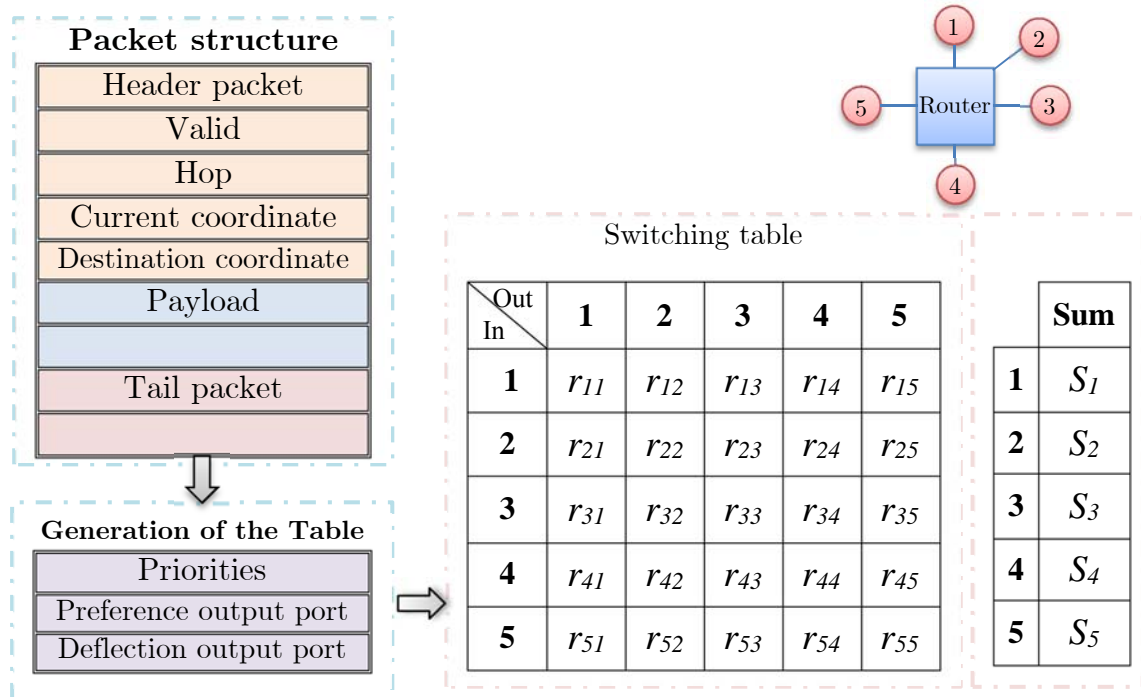 Packet structure
Header packet
Valid
Hop
Current coordinate
Destination coordinate
Payload
Tail packet
Generation of the Table
Priorities
Preference output port
Deflection output port
1
2
5
Router
3
4
Switching table
Out
In
1 2 3 4 5
1 r11 r12 r13 r14 r15
2 r21 r22 r23 r24 r25
3 r31 r32 r33 r34 r35
4 r41 r42 r43 r44 r45
5 r51 r52 r53 r54 r55
Sum
1 S1
2 S2
3 S3
4 S4
5 S5